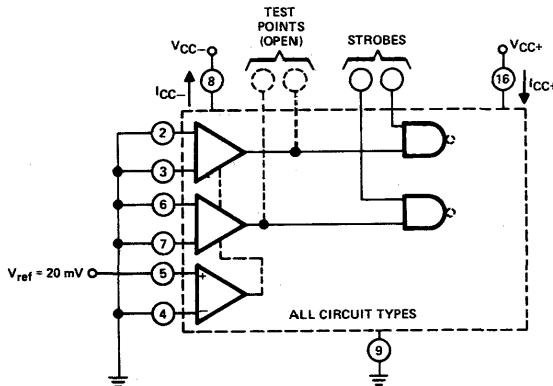 TEST
POINTS
(OPEN)
STROBES
VCC–
VCC+
ICC–
8
16
ICC+
2
3
6
7
Vref = 20 mV
5
+
4
–
ALL CIRCUIT TYPES
9